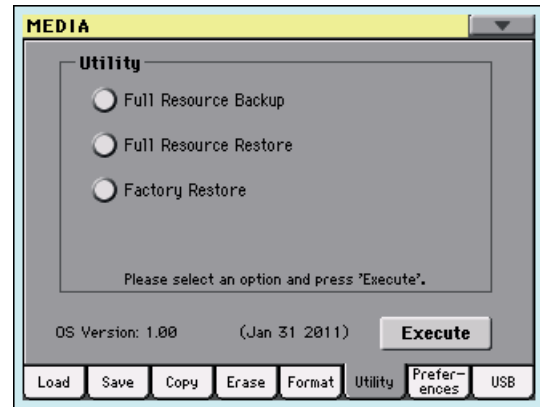 MEDIA
Utility
Full Resource Backup
Full Resource Restore
Factory Restore
Please select an option and press 'Execute'.
OS Version: 1.00 (Jan 31 2011) Execute
Load Save Copy Erase Format Utility Prefer-
ences USB